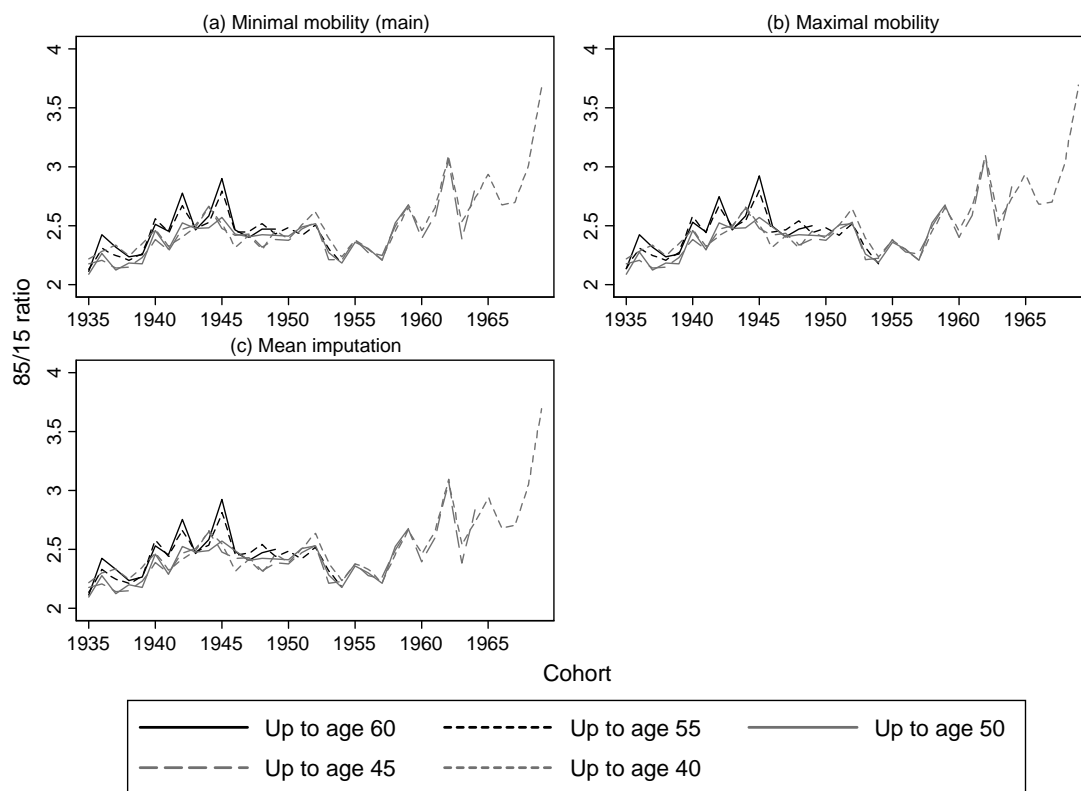 (a) Minimal mobility (main)
(b) Maximal mobility
4
3.5
3
2.5
2
1935 1940 1945 1950 1955 1960 1965
4
3.5
3
2.5
2
1935 1940 1945 1950 1955 1960 1965
(c) Mean imputation
4
3.5
3
2.5
2
1935 1940 1945 1950 1955 1960 1965
85/15 ratio
Cohort
Up to age 60 Up to age 55 Up to age 50
Up to age 45 Up to age 40